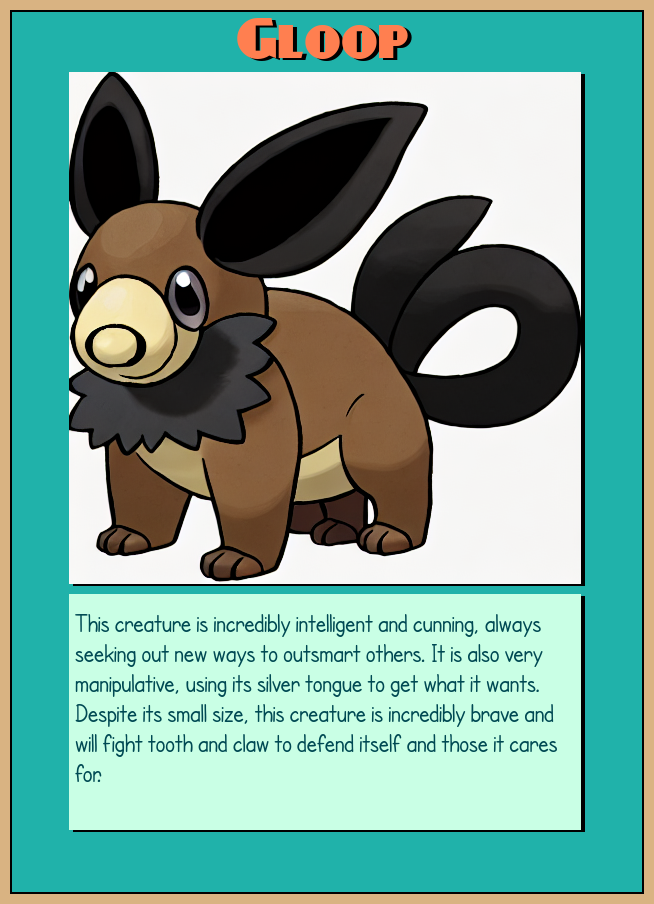 Gloop
This creature is incredibly intelligent and cunning, always
seeking out new ways to outsmart others. It is also very
manipulative, using its silver tongue to get what it wants.
Despite its small size, this creature is incredibly brave and
will fight tooth and claw to defend itself and those it cares
for.